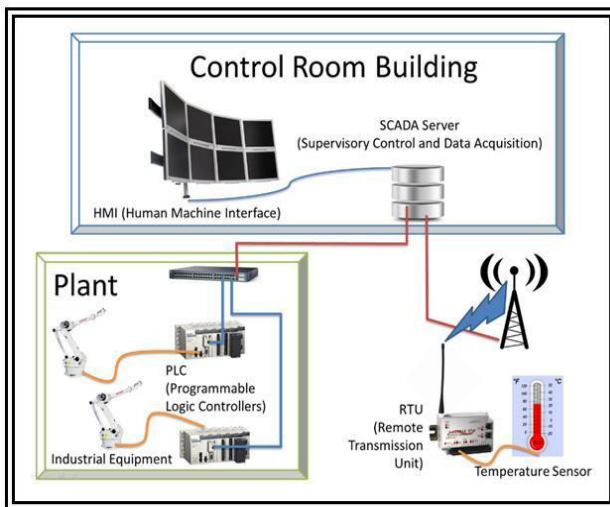 Control Room Building
SCADA Server
(Supervisory Control and Data Acquisition)
HMI (Human Machine Interface)
Plant
PLC
(Programmable
Logic Controllers)
Industrial Equipment
RTU
(Remote
Transmission
Unit)
°F
°C
Temperature Sensor